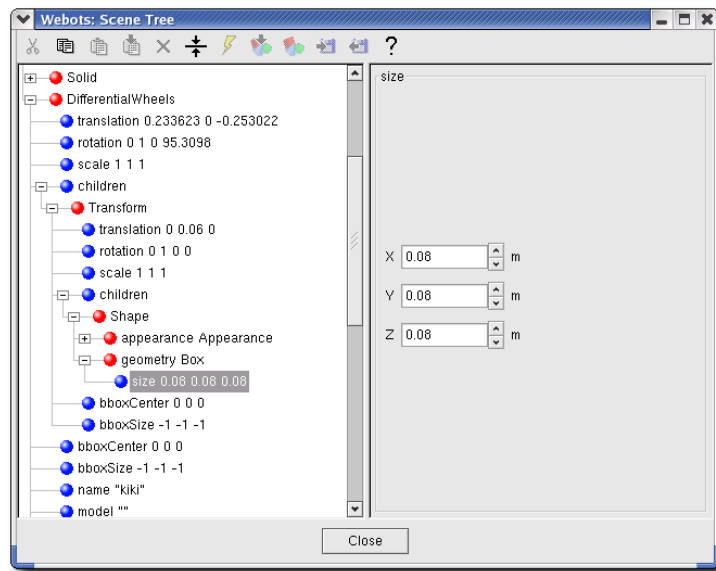 Webots: Scene Tree
?
Solid
DifferentialWheels
translation 0.233623 0 -0.253022
rotation 0 1 0 95.3098
scale 1 1 1
children
Transform
translation 0 0.06 0
rotation 0 1 0 0
scale 1 1 1
children
Shape
appearance Appearance
geometry Box
size 0.08 0.08 0.08
bboxCenter 0 0 0
bboxSize -1 -1 -1
bboxCenter 0 0 0
bboxSize -1 -1 -1
name "kiki"
model ""
size
X 0.08 m
Y 0.08 m
Z 0.08 m
Close